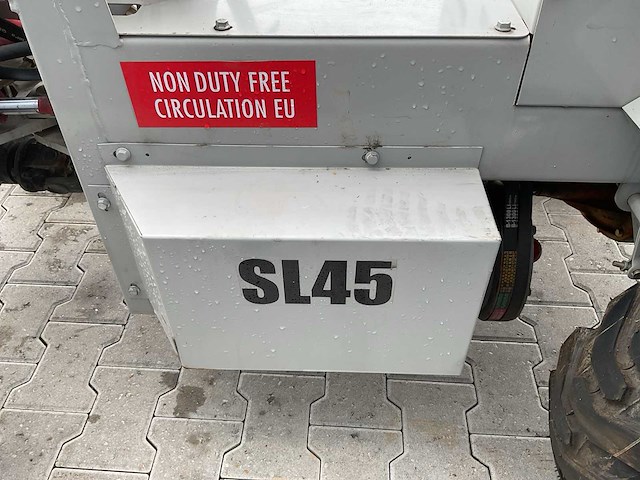 NON DUTY FREE
CIRCULATION EU
SL45